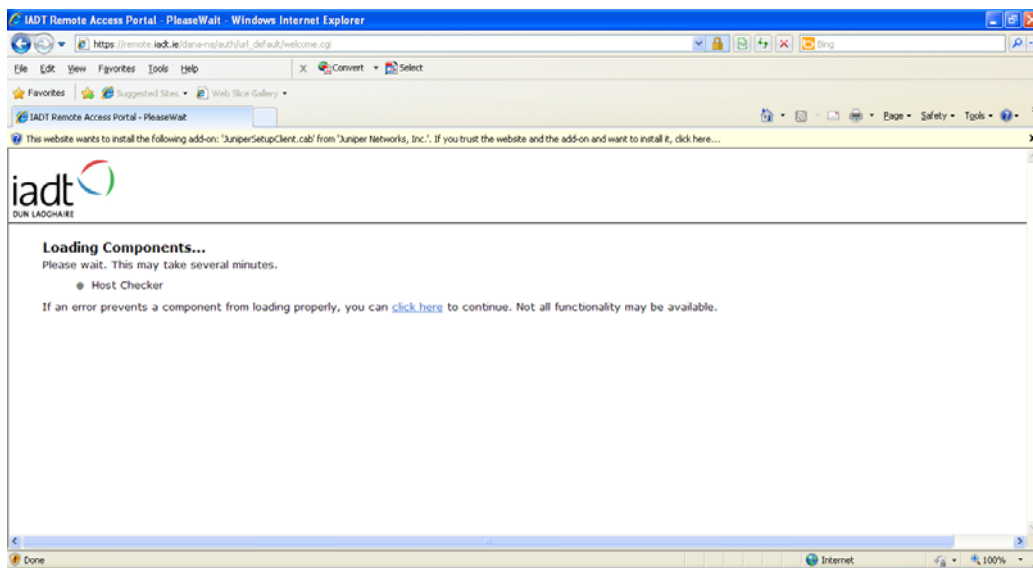 IADT Remote Access Portal - PleaseWait - Windows Internet Explorer
https://remote.iadt.ie/dana-na/auth/url_default/welcome.cgi
Bing
File Edit View Favorites Tools Help
X Convert Select
Favorites Suggested Sites Web Slice Gallery
IADT Remote Access Portal - PleaseWait
Page Safety Tools
This website wants to install the following add-on: 'JuniperSetupClient.cab' from 'Juniper Networks, Inc.'. If you trust the website and the add-on and want to install it, click here...
iadt
DUN LAOGHAIRE
Loading Components...
Please wait. This may take several minutes.
Host Checker
If an error prevents a component from loading properly, you can click here to continue. Not all functionality may be available.
Done
Internet
100%